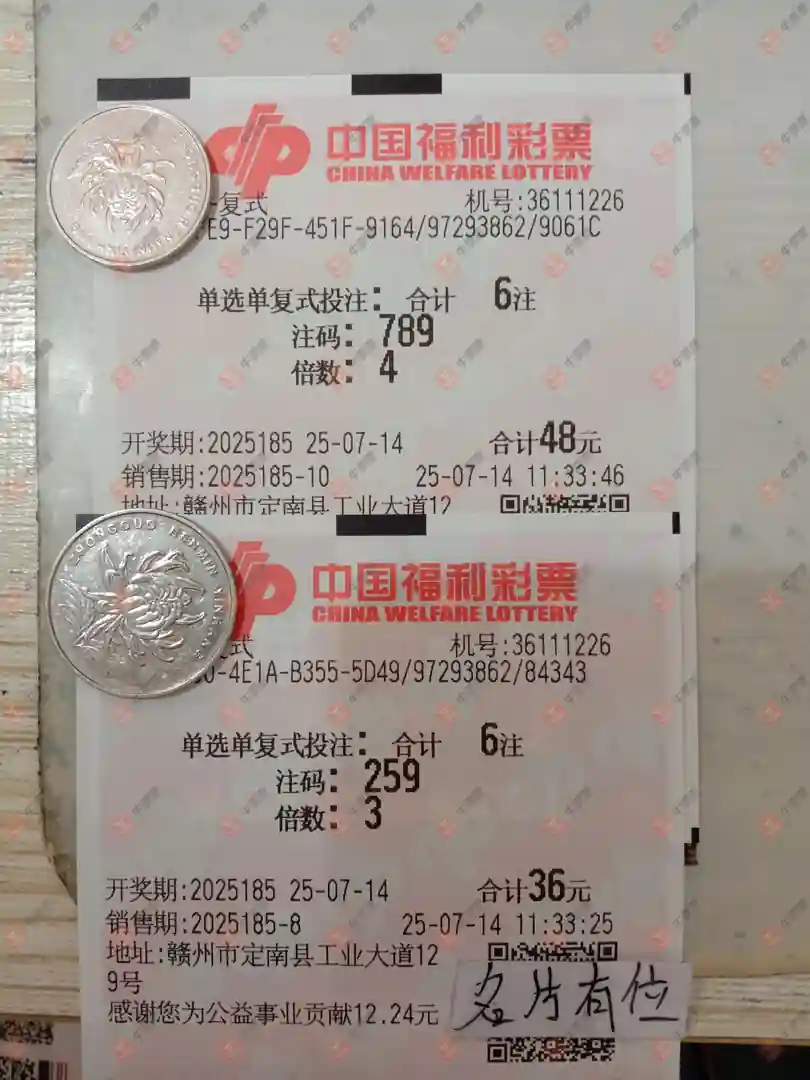 中国福利彩票
CHINA WELFARE LOTTERY
-复式 机号:36111226
E9-F29F-451F-9164/97293862/9061C
单选单复式投注: 合计 6注
注码: 789
倍数: 4
开奖期:2025185 25-07-14 合计48元
销售期:2025185-10 25-07-14 11:33:46
地址:赣州市定南县工业大道12
ZHONGGUO RENMIN YINHANG
中国福利彩票
CHINA WELFARE LOTTERY
复式 机号:36111226
0-4E1A-B355-5D49/97293862/84343
单选单复式投注: 合计 6注
注码: 259
倍数: 3
开奖期:2025185 25-07-14 合计36元
销售期:2025185-8 25-07-14 11:33:25
地址:赣州市定南县工业大道12
9号
感谢您为公益事业贡献12.24元
名片有位